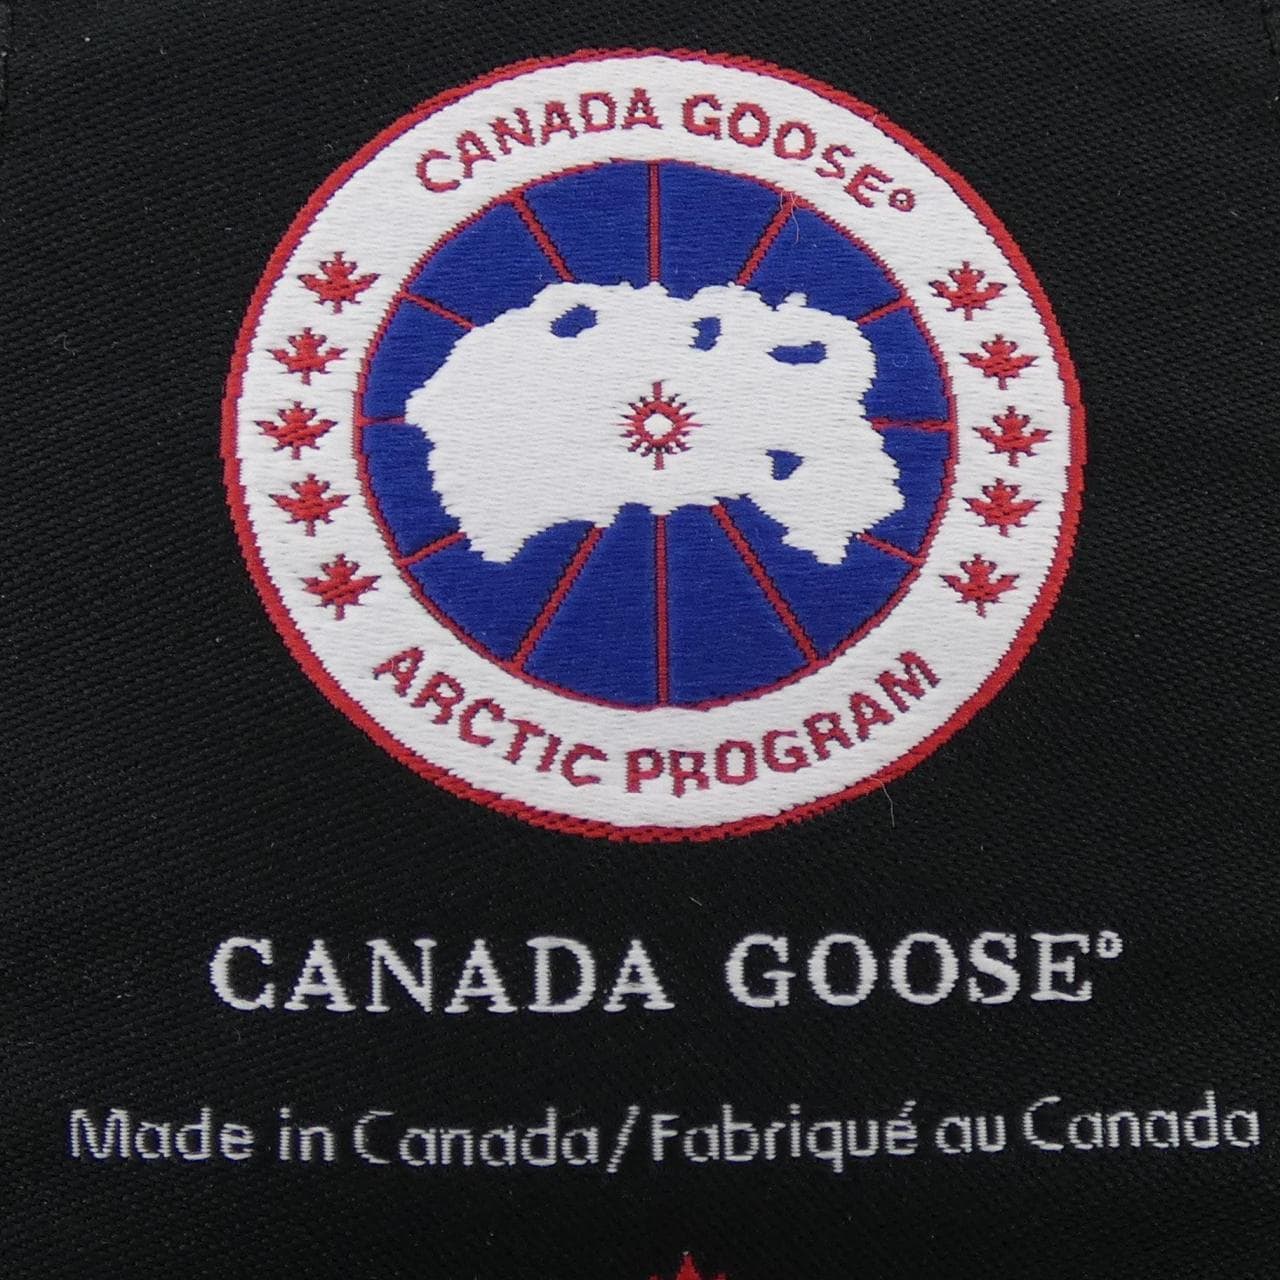 CANADA GOOSE®
ARCTIC PROGRAM
CANADA GOOSE®
Made in Canada/Fabriqué au Canada